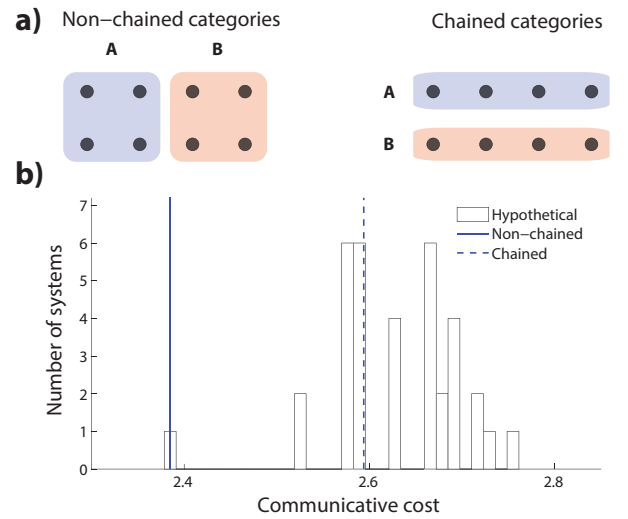 a)
Non−chained categories
Chained categories
A
B
A
B
b)
Number of systems
7
6
5
4
3
2
1
0
Hypothetical
Non−chained
Chained
2.4
2.6
2.8
Communicative cost